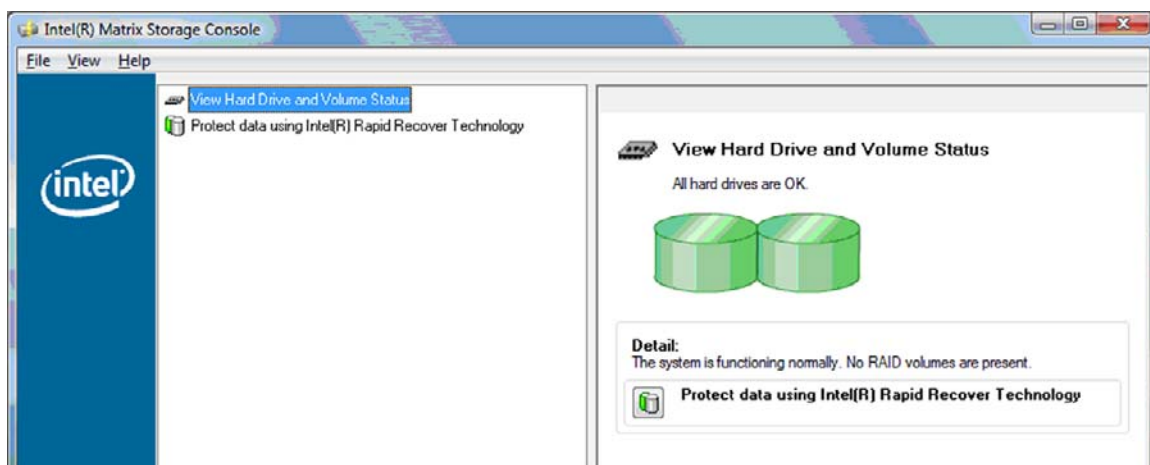 Intel(R) Matrix Storage Console
File View Help
View Hard Drive and Volume Status
Protect data using Intel(R) Rapid Recover Technology
intel
View Hard Drive and Volume Status
All hard drives are OK.
Detail:
The system is functioning normally. No RAID volumes are present.
Protect data using Intel(R) Rapid Recover Technology